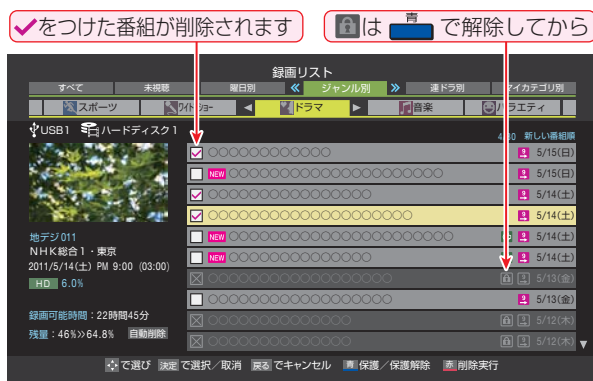 ✓をつけた番組が削除されます
🔒は 青 で解除してから
録画リスト
すべて 未視聴 曜日別 ≪ ジャンル別 ≫ 連ドラ別 マイカテゴリ別
スポーツ ◀ ドラマ ▶ 音楽 バラエティ
USB1 ハードディスク1
新しい番組順
○○○○○○○○○○○○ 5/15(日)
NEW ○○○○○○○○○○○○○○○○○○○○○○ 5/15(日)
○○○○○○○○○○○○○○○○ 5/14(土)
○○○○○○○○○○○○○○○○○○○○ 5/14(土)
NEW ○○○○○○○○○○○○○○○○○○○○○○○ 5/14(土)
NEW ○○○○○○○○○○○○○○○○ 5/14(土)
○○○○○○○○○○○○○○○○○ 5/13(金)
○○○○○○○○○○○○○○○○○○ 5/13(金)
○○○○○○○○○○○○○○○○○○ 5/12(木)
○○○○○○○○○○○○○○○○○○ 5/12(木)
地デジ011
NHK総合1・東京
2011/5/14(土) PM 9:00 (03:00)
HD 6.0%
録画可能時間：22時間45分
残量：46%≫64.8% 自動削除
で選び 決定 で選択／取消 戻る でキャンセル 青 保護／保護解除 赤 削除実行